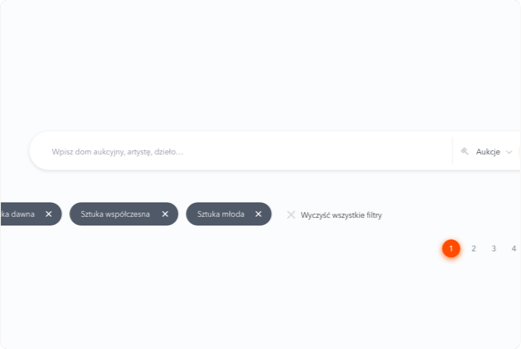 Wpisz dom aukcyjny, artystę, dzieło...
Aukcje
ka dawna
Sztuka współczesna
Sztuka młoda
Wyczyść wszystkie filtry
1 2 3 4